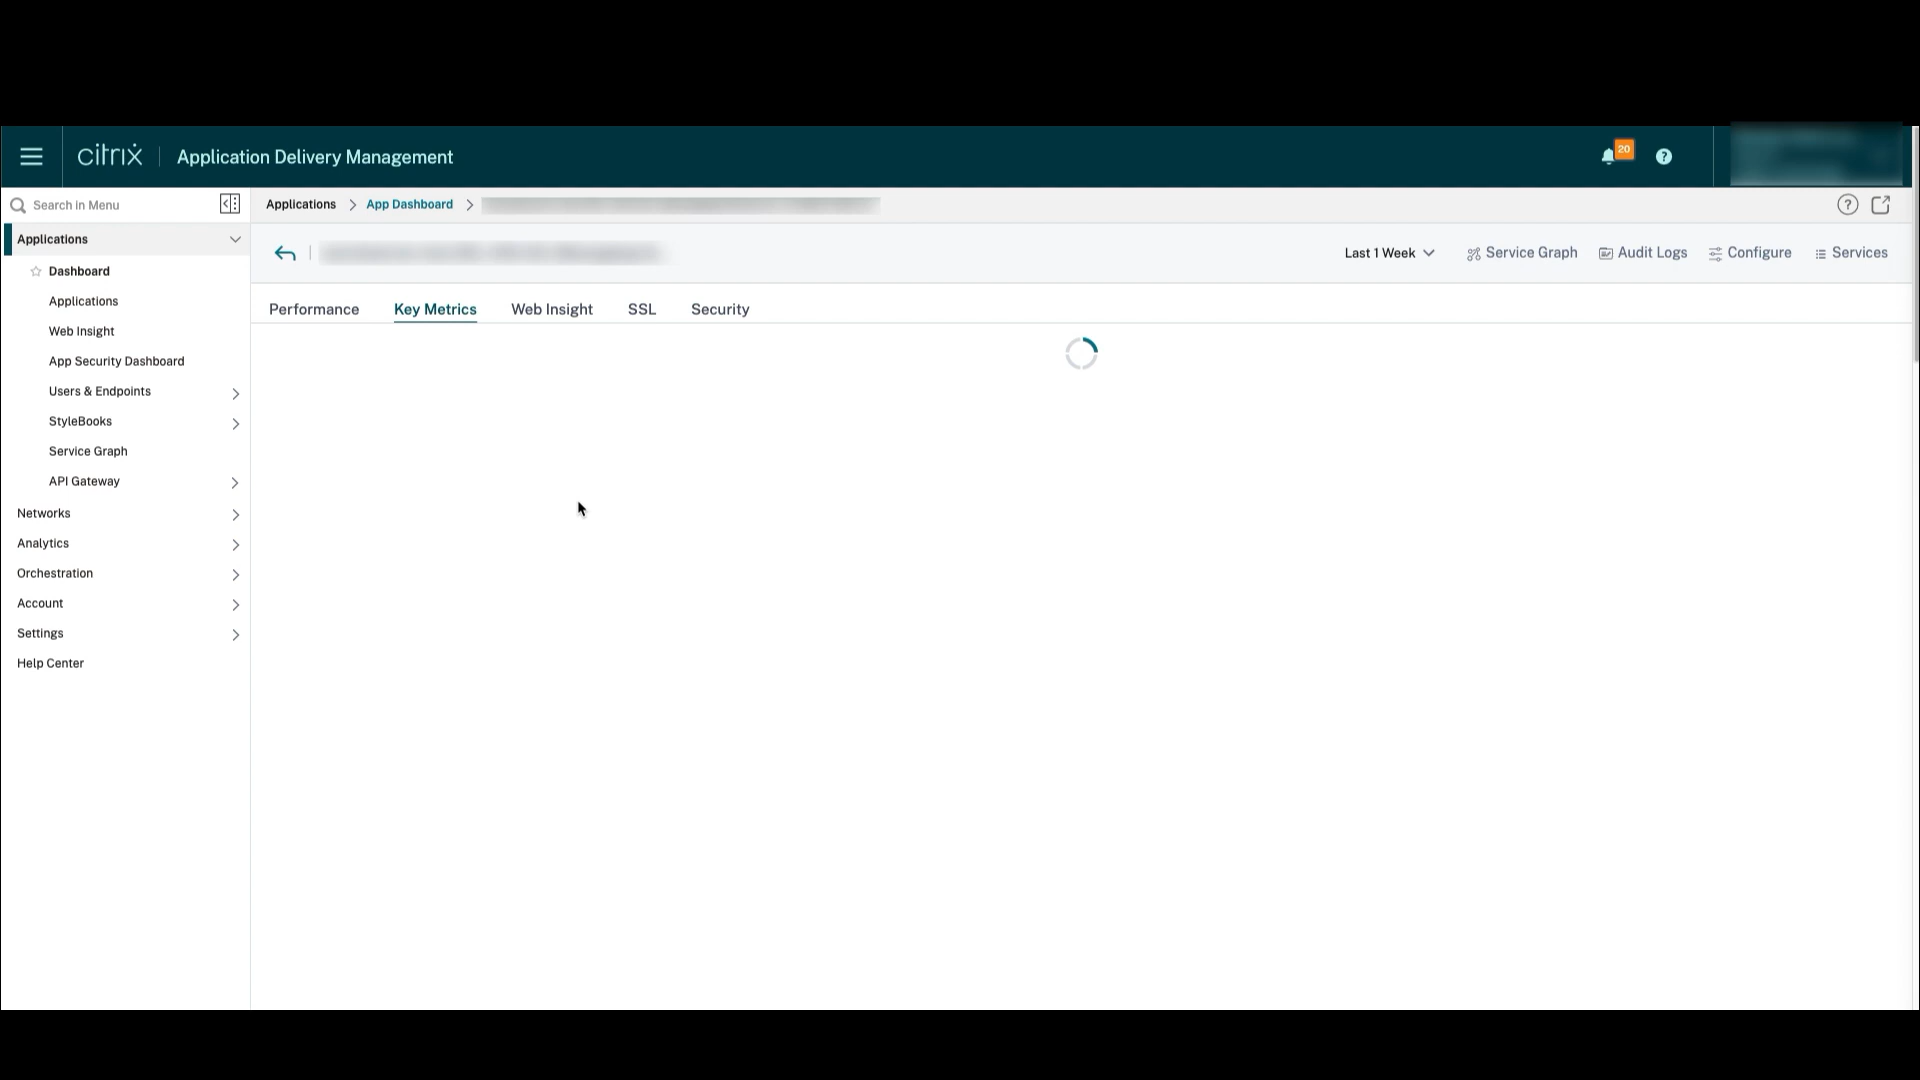 citrix Application Delivery Management 20 ?
Search in Menu
Applications
Dashboard
Applications
Web Insight
App Security Dashboard
Users & Endpoints
StyleBooks
Service Graph
API Gateway
Networks
Analytics
Orchestration
Account
Settings
Help Center
Applications > App Dashboard > ?
Last 1 Week Service Graph Audit Logs Configure Services
Performance Key Metrics Web Insight SSL Security